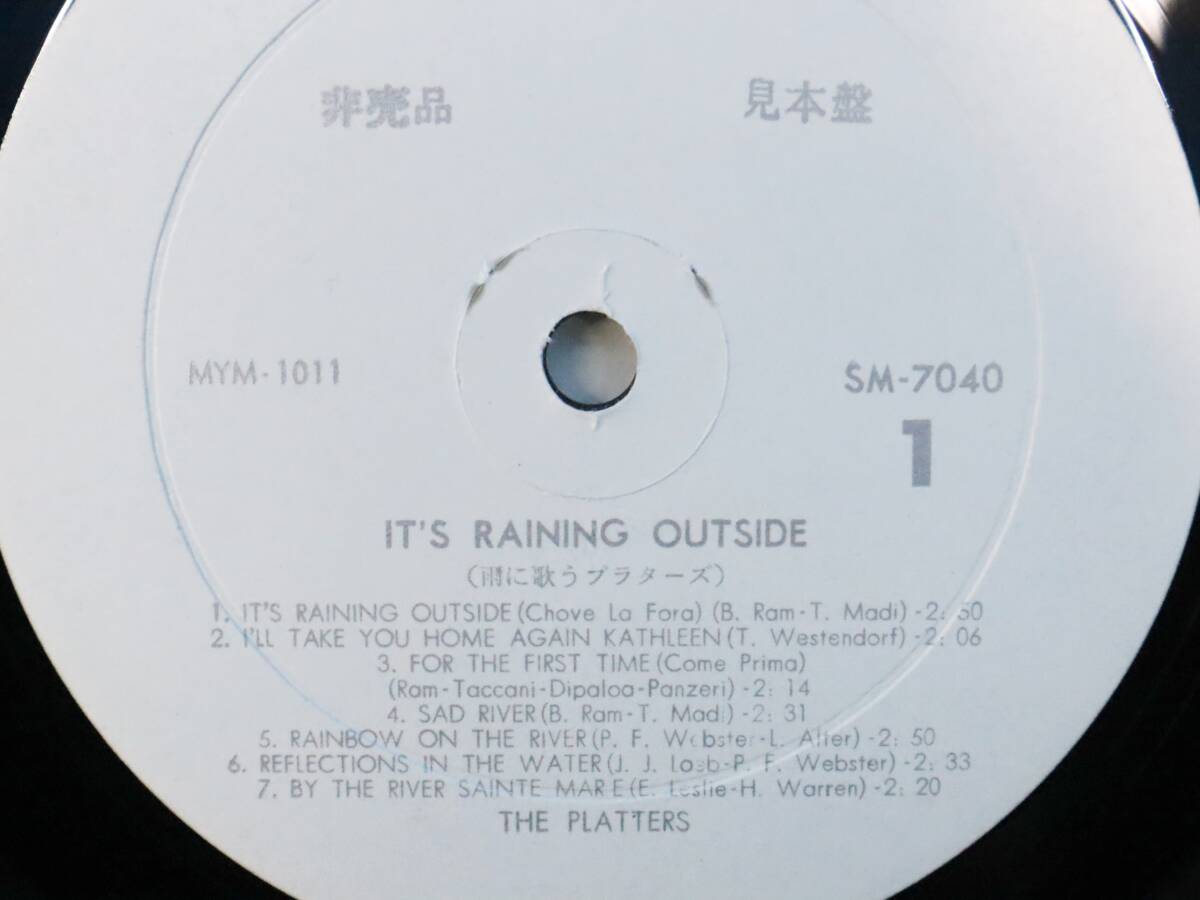 非売品 見本盤
MYM-1011 SM-7040
1
IT'S RAINING OUTSIDE
(雨に歌うプラターズ)
1. IT'S RAINING OUTSIDE (Chove La Fora) (B. Ram-T. Madi) -2: 50
2. I'LL TAKE YOU HOME AGAIN KATHLEEN (T. Westendorf) -2: 06
3. FOR THE FIRST TIME (Come Prima)
(Ram-Taccani-Dipaloa-Panzeri) -2: 14
4. SAD RIVER (B. Ram-T. Madi) -2: 31
5. RAINBOW ON THE RIVER (P. F. Webster-L. Alter) -2: 50
6. REFLECTIONS IN THE WATER (J. J. Loeb-P. F. Webster) -2: 33
7. BY THE RIVER SAINTE MARIE (E. Leslie-H. Warren) -2: 20
THE PLATTERS